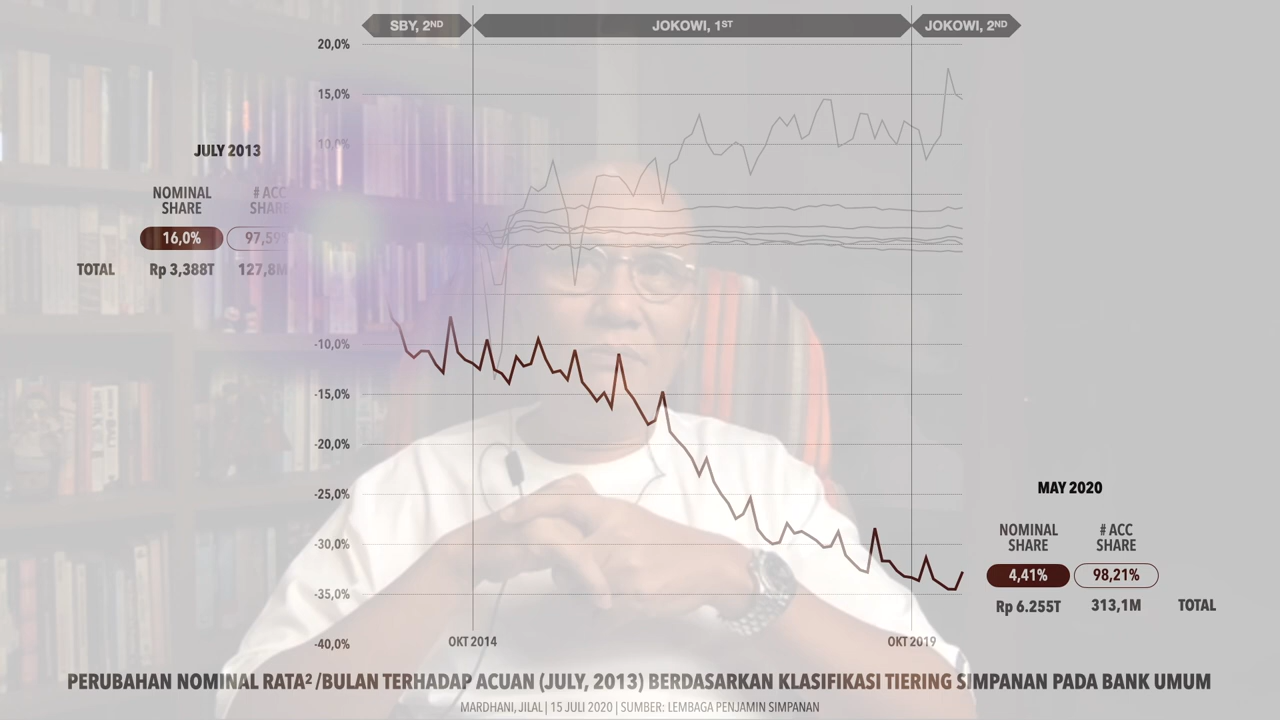 SBY, 2ND
JOKOWI, 1ST
JOKOWI, 2ND
20,0%
15,0%
10,0%
-10,0%
-15,0%
-20,0%
-25,0%
-30,0%
-35,0%
-40,0%
JULY 2013
NOMINAL SHARE
# ACC SHARE
16,0%
97,59%
TOTAL
Rp 3,388T
127,8M
MAY 2020
NOMINAL SHARE
# ACC SHARE
4,41%
98,21%
Rp 6.255T
313,1M
TOTAL
OKT 2014
OKT 2019
PERUBAHAN NOMINAL RATA² /BULAN TERHADAP ACUAN (JULY, 2013) BERDASARKAN KLASIFIKASI TIERING SIMPANAN PADA BANK UMUM
MARDHANI, JILAL | 15 JULI 2020 | SUMBER: LEMBAGA PENJAMIN SIMPANAN